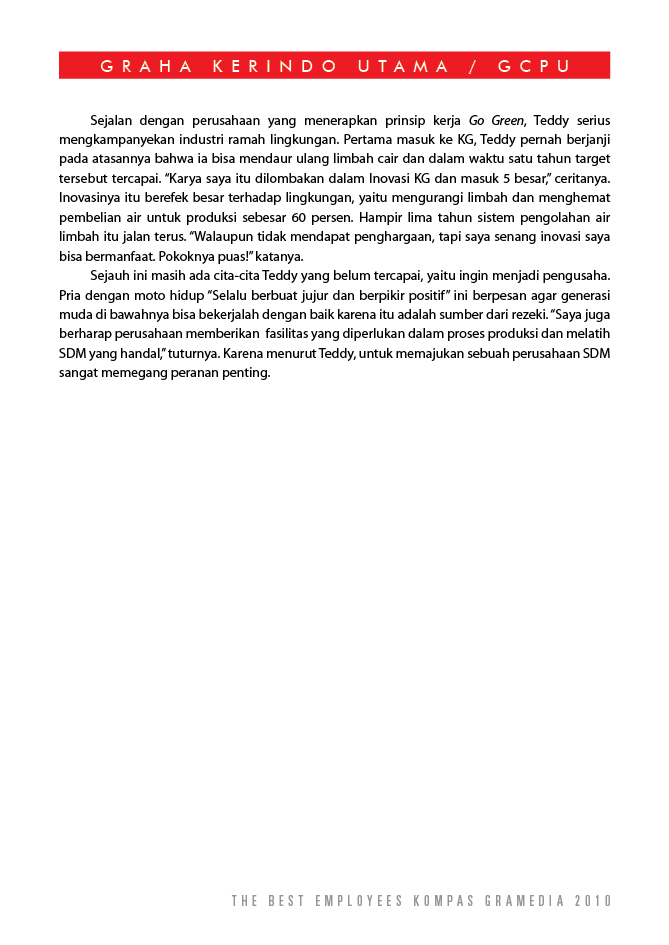 GRAHA KERINDO UTAMA / GCPU
Sejalan dengan perusahaan yang menerapkan prinsip kerja Go Green, Teddy serius
mengkampanyekan industri ramah lingkungan. Pertama masuk ke KG, Teddy pernah berjanji
pada atasannya bahwa ia bisa mendaur ulang limbah cair dan dalam waktu satu tahun target
tersebut tercapai. “Karya saya itu dilombakan dalam Inovasi KG dan masuk 5 besar,” ceritanya.
Inovasinya itu berefek besar terhadap lingkungan, yaitu mengurangi limbah dan menghemat
pembelian air untuk produksi sebesar 60 persen. Hampir lima tahun sistem pengolahan air
limbah itu jalan terus. “Walaupun tidak mendapat penghargaan, tapi saya senang inovasi saya
bisa bermanfaat. Pokoknya puas!” katanya.
Sejauh ini masih ada cita-cita Teddy yang belum tercapai, yaitu ingin menjadi pengusaha.
Pria dengan moto hidup “Selalu berbuat jujur dan berpikir positif” ini berpesan agar generasi
muda di bawahnya bisa bekerjalah dengan baik karena itu adalah sumber dari rezeki. “Saya juga
berharap perusahaan memberikan fasilitas yang diperlukan dalam proses produksi dan melatih
SDM yang handal,” tuturnya. Karena menurut Teddy, untuk memajukan sebuah perusahaan SDM
sangat memegang peranan penting.
THE BEST EMPLOYEES KOMPAS GRAMEDIA 2010